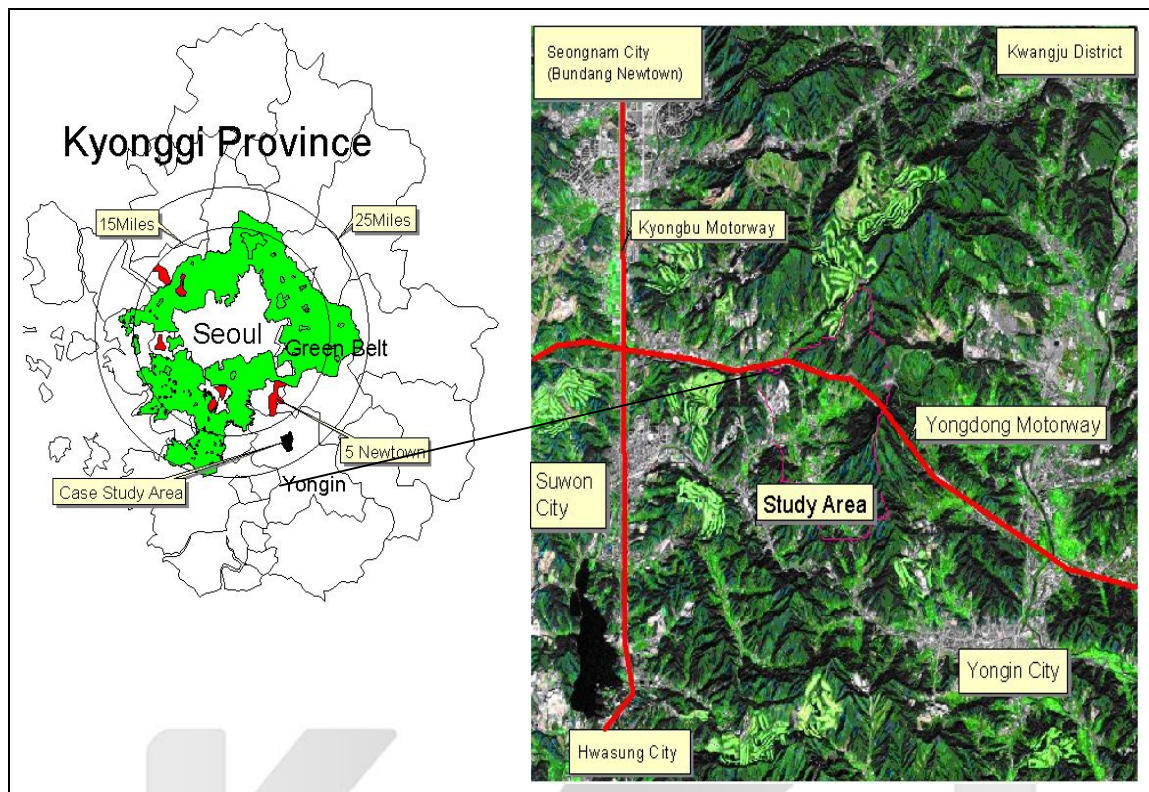 Kyonggi Province
15Miles
25Miles
Seoul
Green Belt
5 Newtown
Case Study Area
Yongin
Seongnam City
(Bundang Newtown)
Kwangju District
Kyongbu Motorway
Yongdong Motorway
Suwon
City
Study Area
Yongin City
Hwasung City